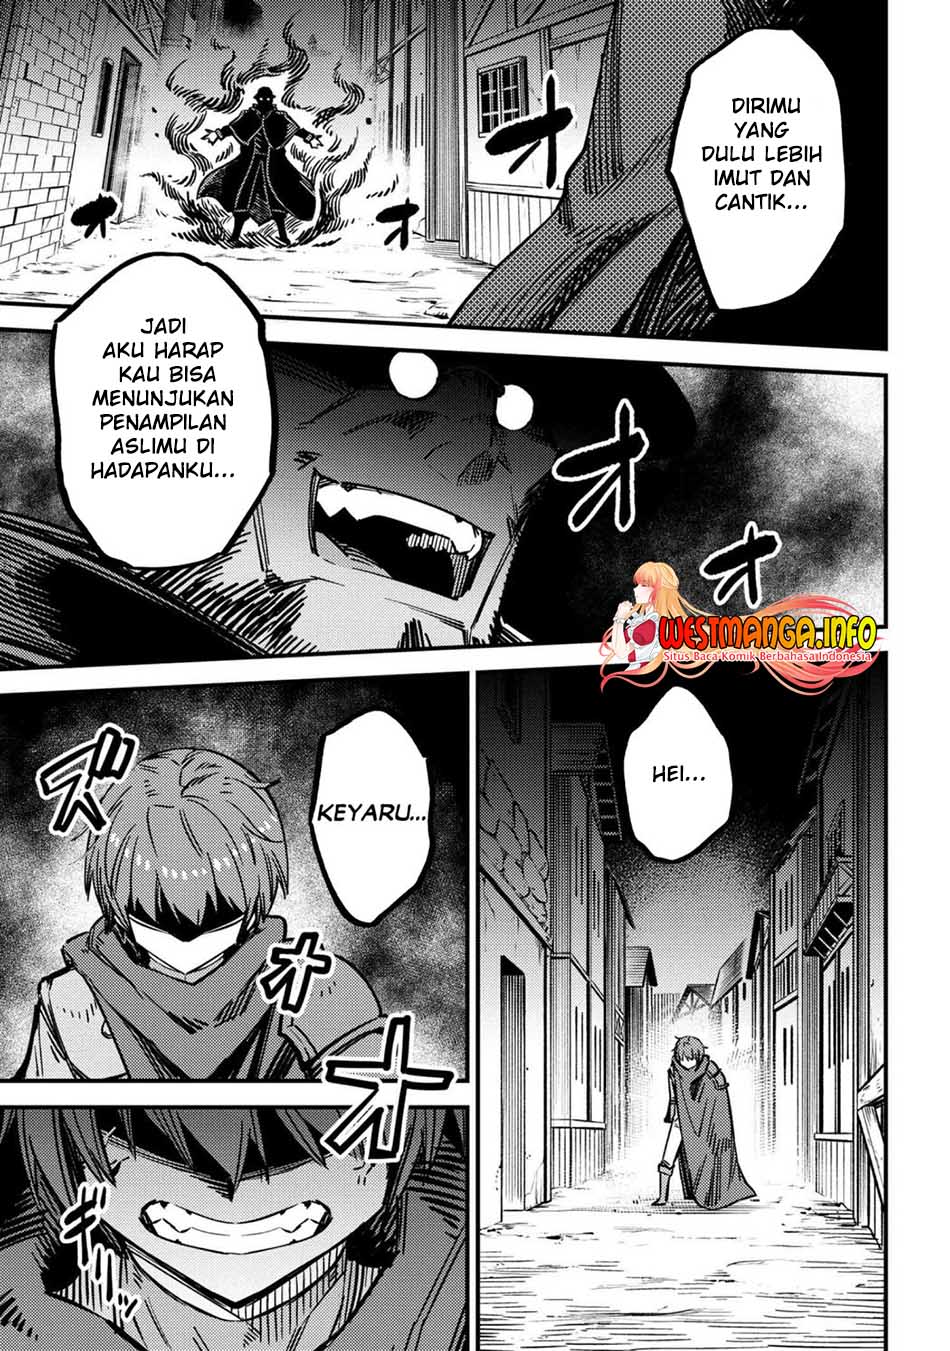 DIRIMU
YANG
DULU LEBIH
IMUT DAN
CANTIK...
オ
オ
JADI
AKU HARAP
KAU BISA
MENUNJUKAN
PENAMPILAN
ASLIMU DI
HADAPANKU...
オ
オ
WESTMANGA.INFO
Situs Baca Komik Berbahasa Indonesia
HEI...
KEYARU...
ズ
オ
オ